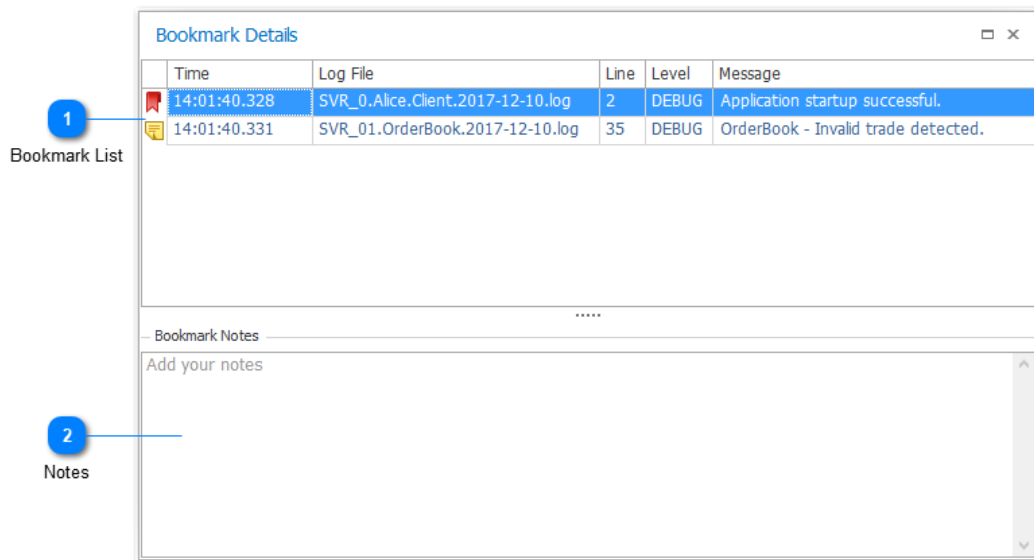 Bookmark Details
Time Log File Line Level Message
14:01:40.328 SVR_0.Alice.Client.2017-12-10.log 2 DEBUG Application startup successful.
1
14:01:40.331 SVR_01.OrderBook.2017-12-10.log 35 DEBUG OrderBook - Invalid trade detected.
Bookmark List
Bookmark Notes
Add your notes
2
Notes